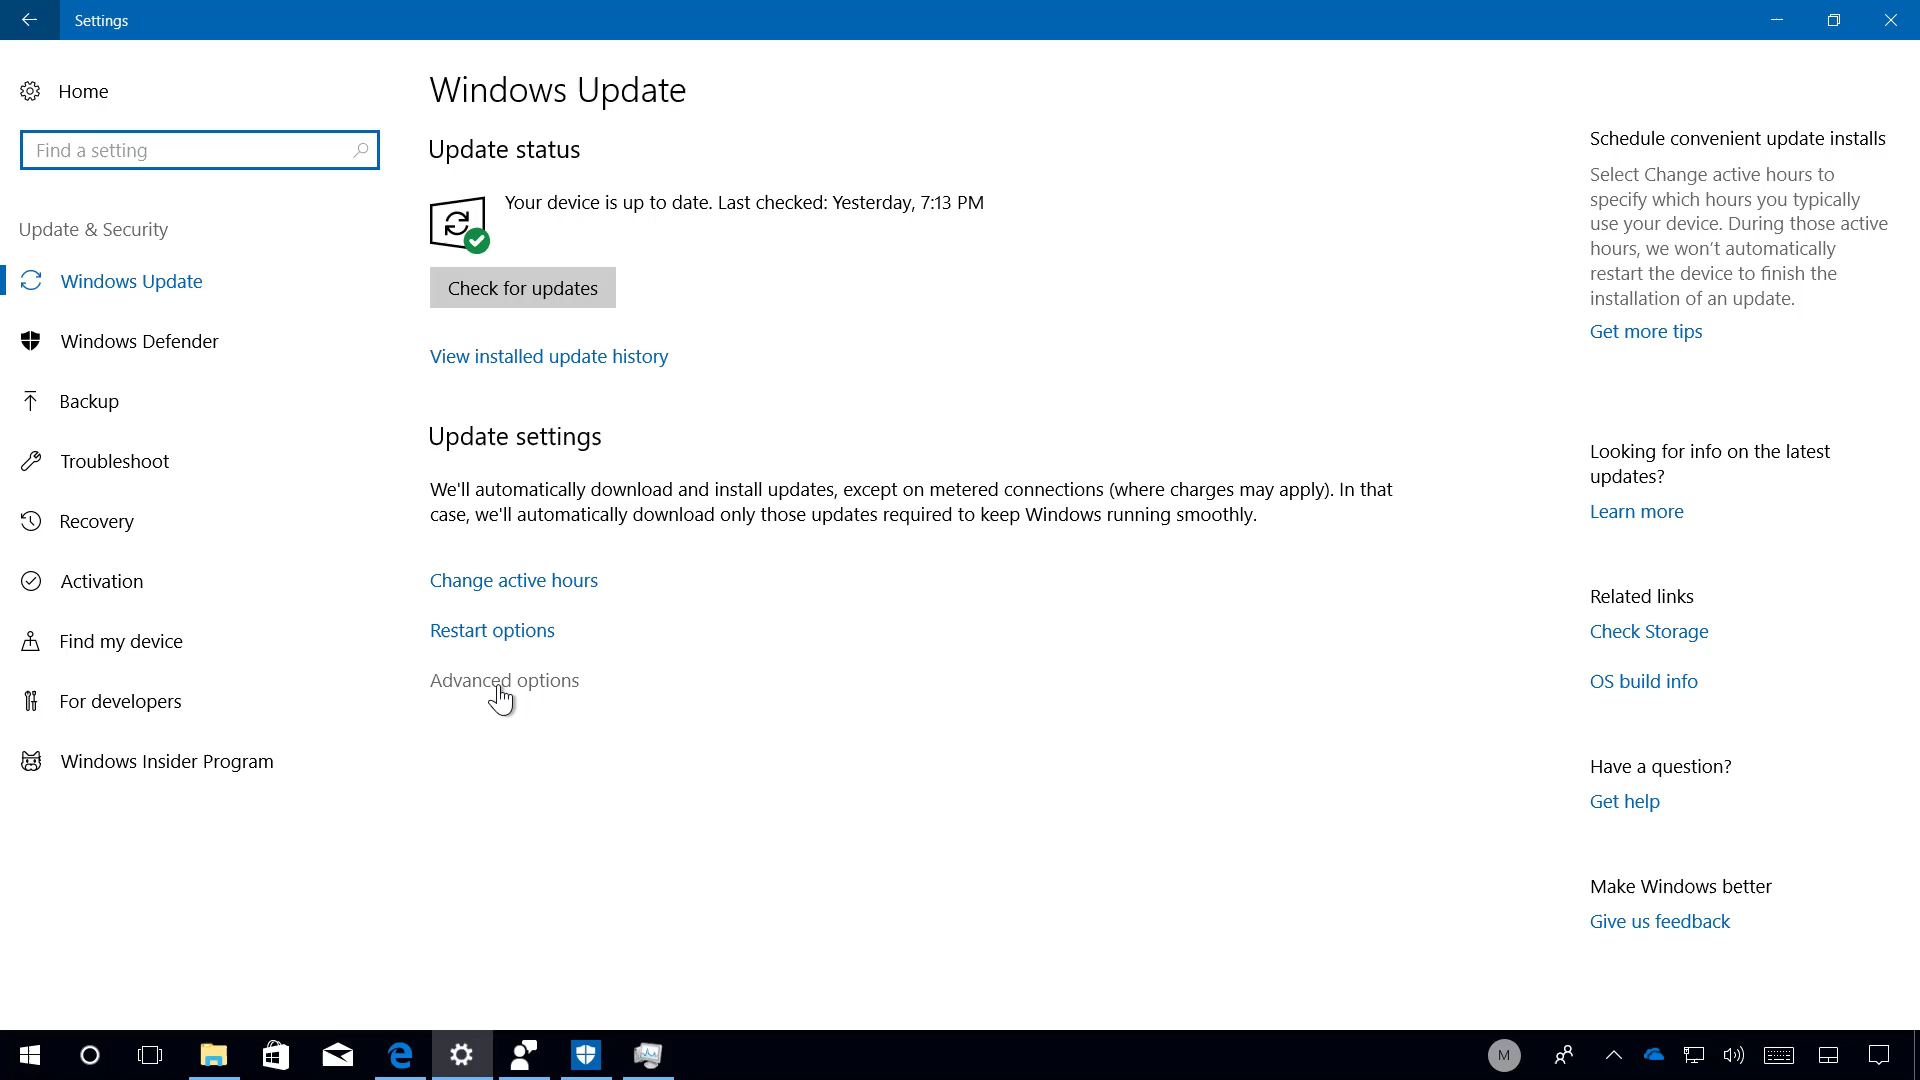 Settings
Home
Find a setting
Update & Security
Windows Update
Windows Defender
Backup
Troubleshoot
Recovery
Activation
Find my device
For developers
Windows Insider Program
Windows Update
Update status
Your device is up to date. Last checked: Yesterday, 7:13 PM
Check for updates
View installed update history
Update settings
We'll automatically download and install updates, except on metered connections (where charges may apply). In that
case, we'll automatically download only those updates required to keep Windows running smoothly.
Change active hours
Restart options
Advanced options
Schedule convenient update installs
Select Change active hours to
specify which hours you typically
use your device. During those active
hours, we won’t automatically
restart the device to finish the
installation of an update.
Get more tips
Looking for info on the latest
updates?
Learn more
Related links
Check Storage
OS build info
Have a question?
Get help
Make Windows better
Give us feedback
M